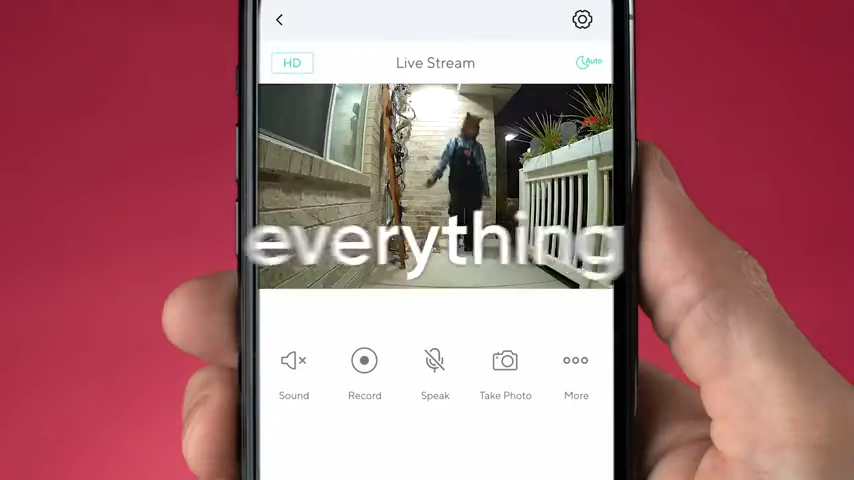 HD
Live Stream
Auto
everything
Sound
Record
Speak
Take Photo
More